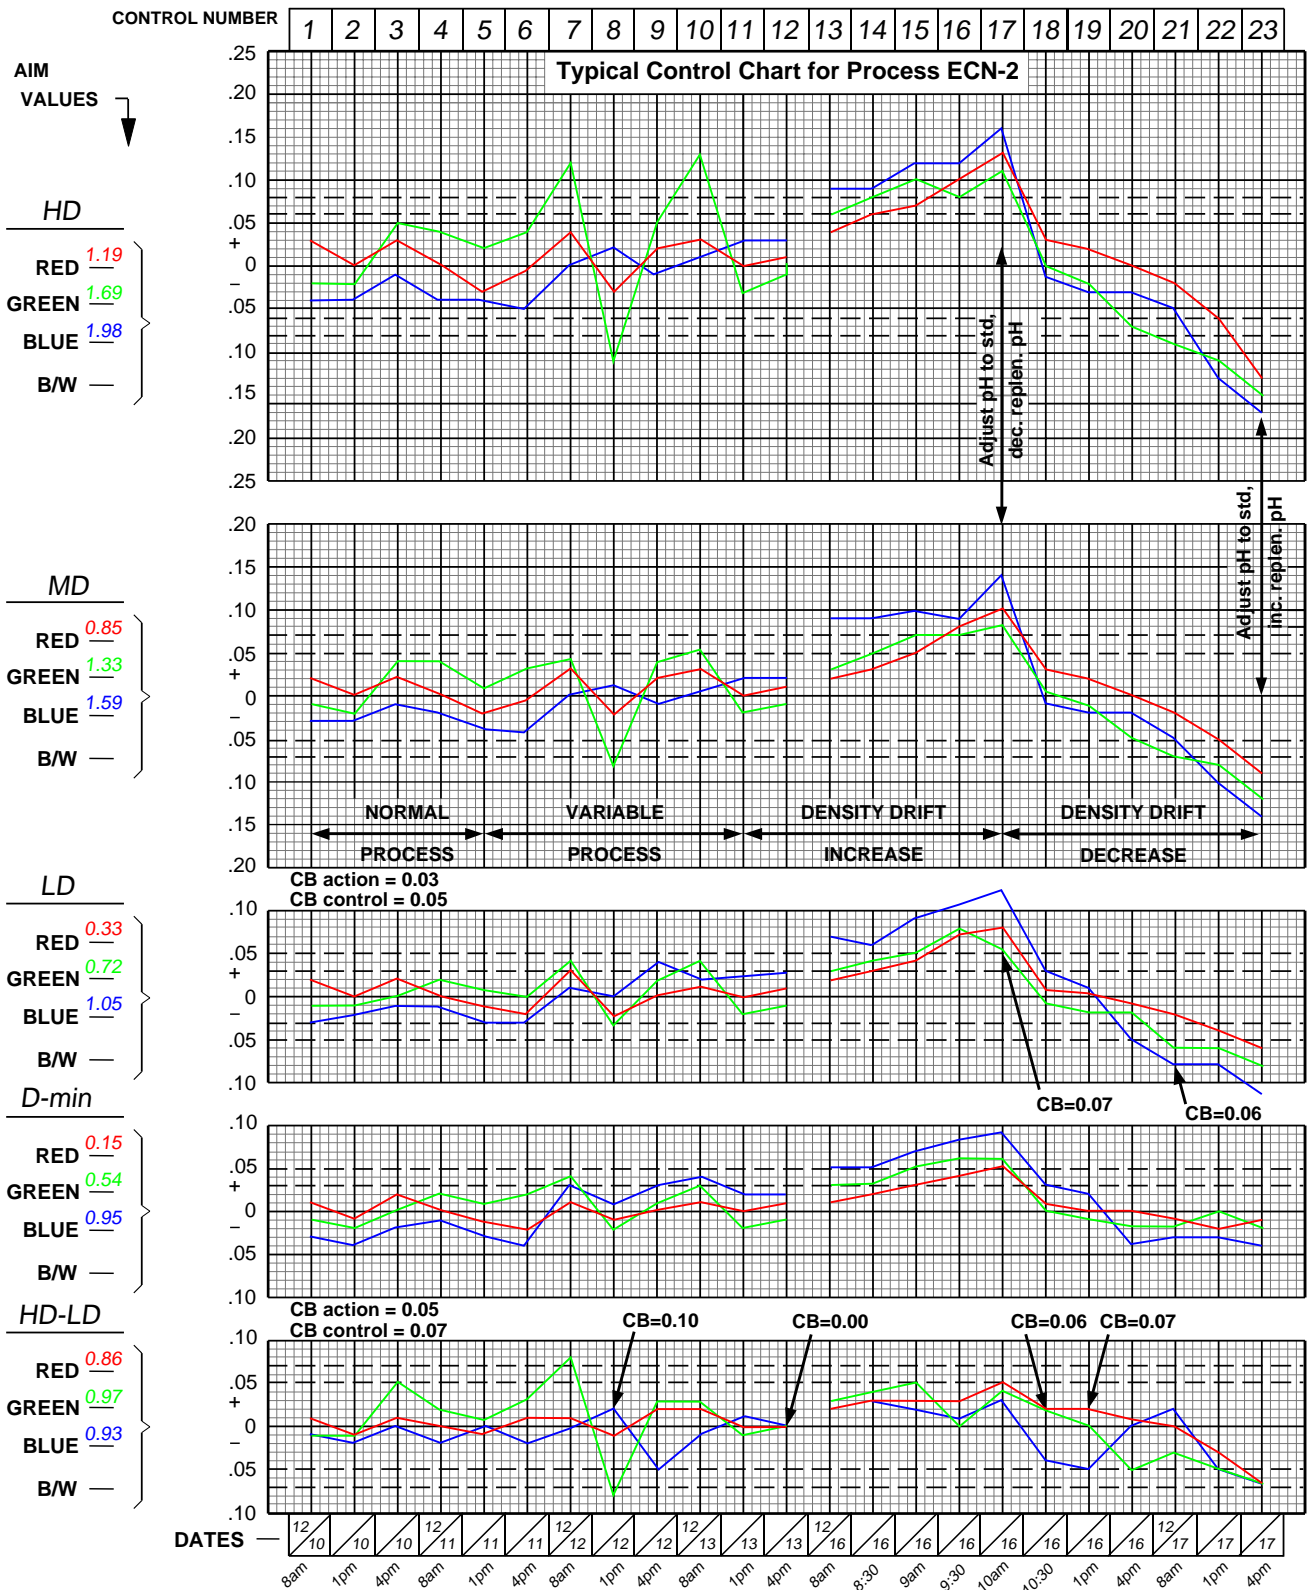 CONTROL NUMBER 1 2 3 4 5 6 7 8 9 10 11 12 13 14 15 16 17 18 19 20 21 22 23
Typical Control Chart for Process ECN-2
AIM
VALUES
.25
.20
.15
.10
.05
+
0
–
.05
.10
.15
.20
.25
HD
RED 1.19
GREEN 1.69
BLUE 1.98
B/W
Adjust pH to std,
dec. replen. pH
Adjust pH to std,
inc. replen. pH
.20
.15
.10
.05
+
0
–
.05
.10
.15
.20
MD
RED 0.85
GREEN 1.33
BLUE 1.59
B/W
NORMAL
PROCESS
VARIABLE
PROCESS
DENSITY DRIFT
INCREASE
DENSITY DRIFT
DECREASE
CB action = 0.03
CB control = 0.05
.10
.05
+
0
–
.05
.10
LD
RED 0.33
GREEN 0.72
BLUE 1.05
B/W
CB=0.07
CB=0.06
.10
.05
+
0
–
.05
.10
D-min
RED 0.15
GREEN 0.54
BLUE 0.95
B/W
CB action = 0.05
CB control = 0.07
CB=0.10
CB=0.00
CB=0.06
CB=0.07
.10
.05
+
0
–
.05
.10
HD-LD
RED 0.86
GREEN 0.97
BLUE 0.93
B/W
DATES 12/10 /10 /10 12/11 /11 /11 12/12 /12 /12 12/13 /13 /13 12/16 /16 /16 /16 /16 /16 /16 /16 12/17 /17 /17
8am 1pm 4pm 8am 1pm 4pm 8am 1pm 4pm 8am 1pm 4pm 8am 8:30 9am 9:30 10am 10:30 1pm 4pm 8am 1pm 4pm